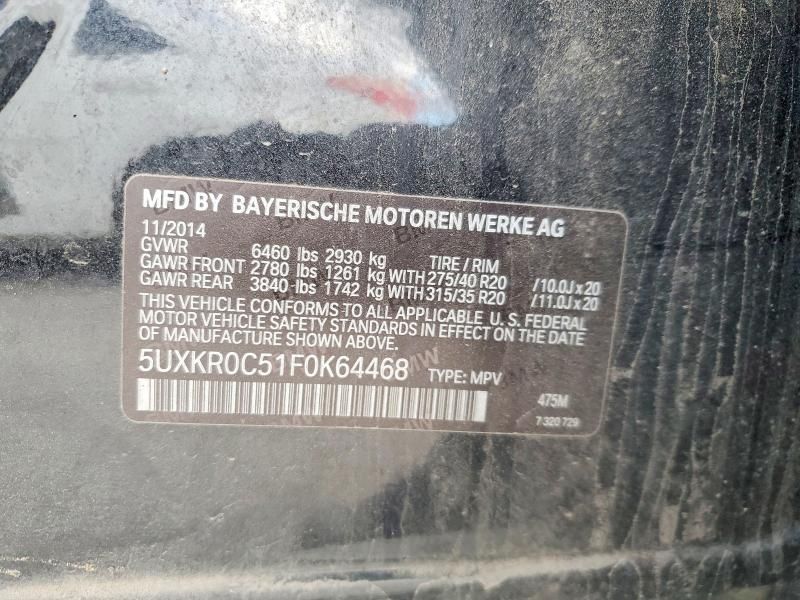 MFD BY BAYERISCHE MOTOREN WERKE AG
11/2014
GVWR 6460 lbs 2930 kg TIRE / RIM
GAWR FRONT 2780 lbs 1261 kg WITH 275/40 R20 /10.0J x 20
GAWR REAR 3840 lbs 1742 kg WITH 315/35 R20 /11.0J x 20
THIS VEHICLE CONFORMS TO ALL APPLICABLE U. S. FEDERAL
MOTOR VEHICLE SAFETY STANDARDS IN EFFECT ON THE DATE
OF MANUFACTURE SHOWN ABOVE.
5UXKR0C51F0K64468 TYPE: MPV
475M
7 320 729